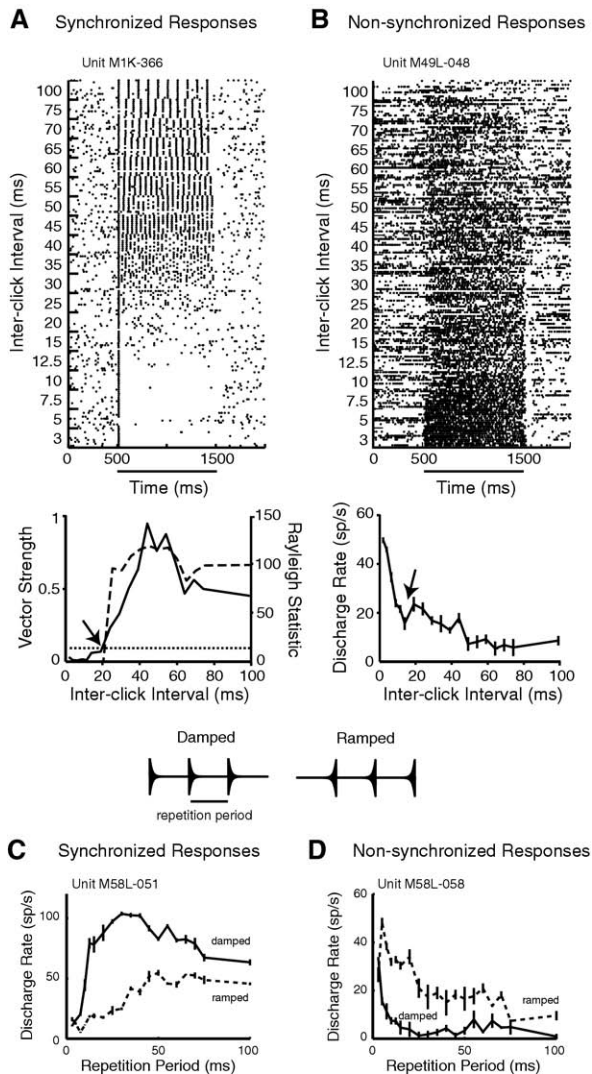 A Synchronized Responses
B Non-synchronized Responses
Unit M1K-366
Inter-click Interval (ms)
100
75
70
65
60
55
50
45
40
35
30
25
20
15
12.5
10
7.5
5
3
0 500 1500
Time (ms)
Unit M49L-048
Inter-click Interval (ms)
100
75
70
65
60
55
50
45
40
35
30
25
20
15
12.5
10
7.5
5
3
0 500 1500
Time (ms)
Vector Strength
1
0.5
0
Rayleigh Statistic
150
100
50
0
0 20 40 60 80 100
Inter-click Interval (ms)
Discharge Rate (sp/s)
60
40
20
0
0 20 40 60 80 100
Inter-click Interval (ms)
Damped
Ramped
repetition period
C Synchronized Responses
Unit M58L-051
Discharge Rate (sp/s)
100
50
0
damped
ramped
0 50 100
Repetition Period (ms)
D Non-synchronized Responses
Unit M58L-058
Discharge Rate (sp/s)
60
40
20
0
damped
ramped
0 50 100
Repetition Period (ms)